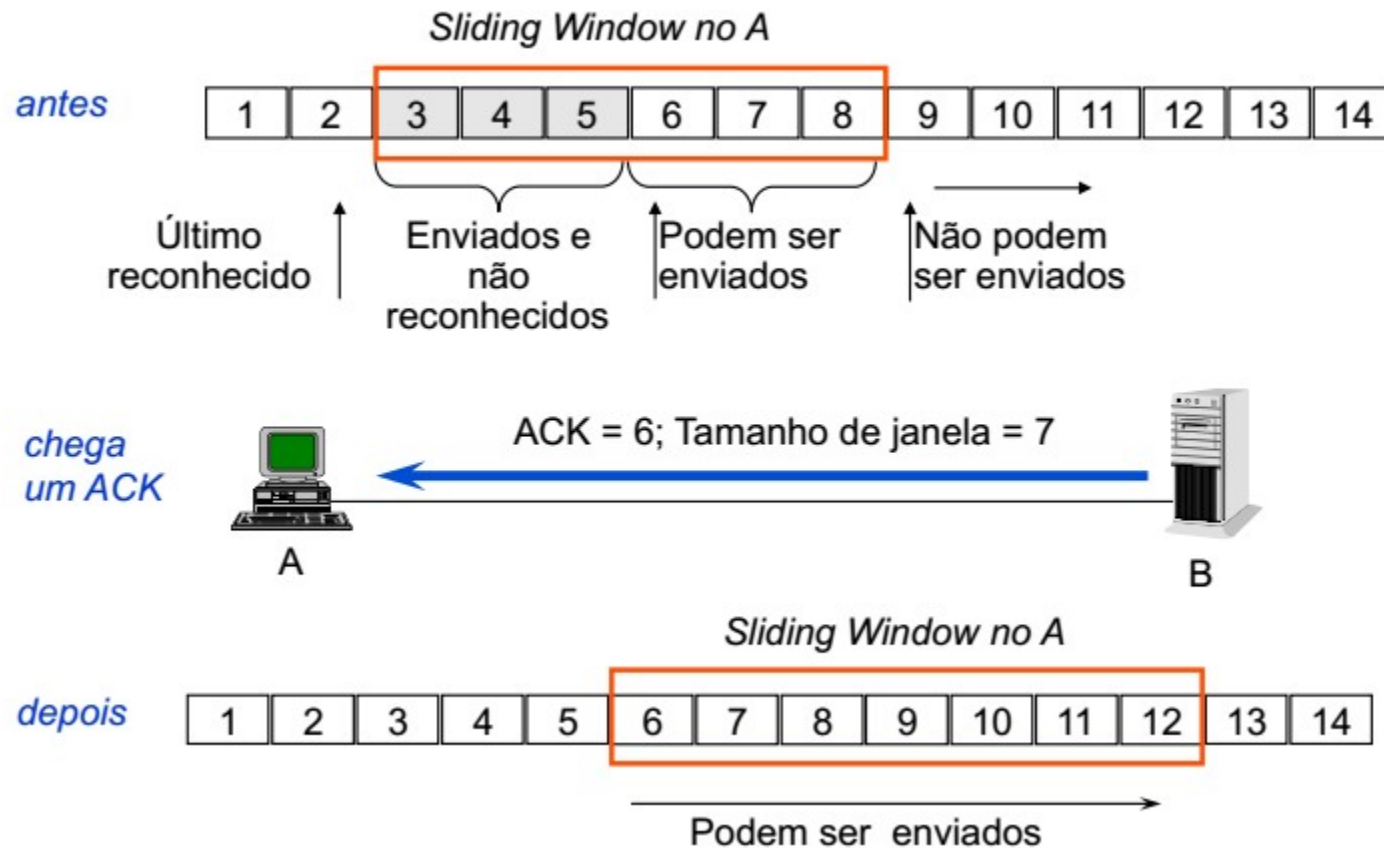 Sliding Window no A
antes
1 2 3 4 5 6 7 8 9 10 11 12 13 14
Último
reconhecido
Enviados e
não
reconhecidos
Podem ser
enviados
Não podem
ser enviados
chega
um ACK
ACK = 6; Tamanho de janela = 7
A
B
Sliding Window no A
depois
1 2 3 4 5 6 7 8 9 10 11 12 13 14
Podem ser enviados